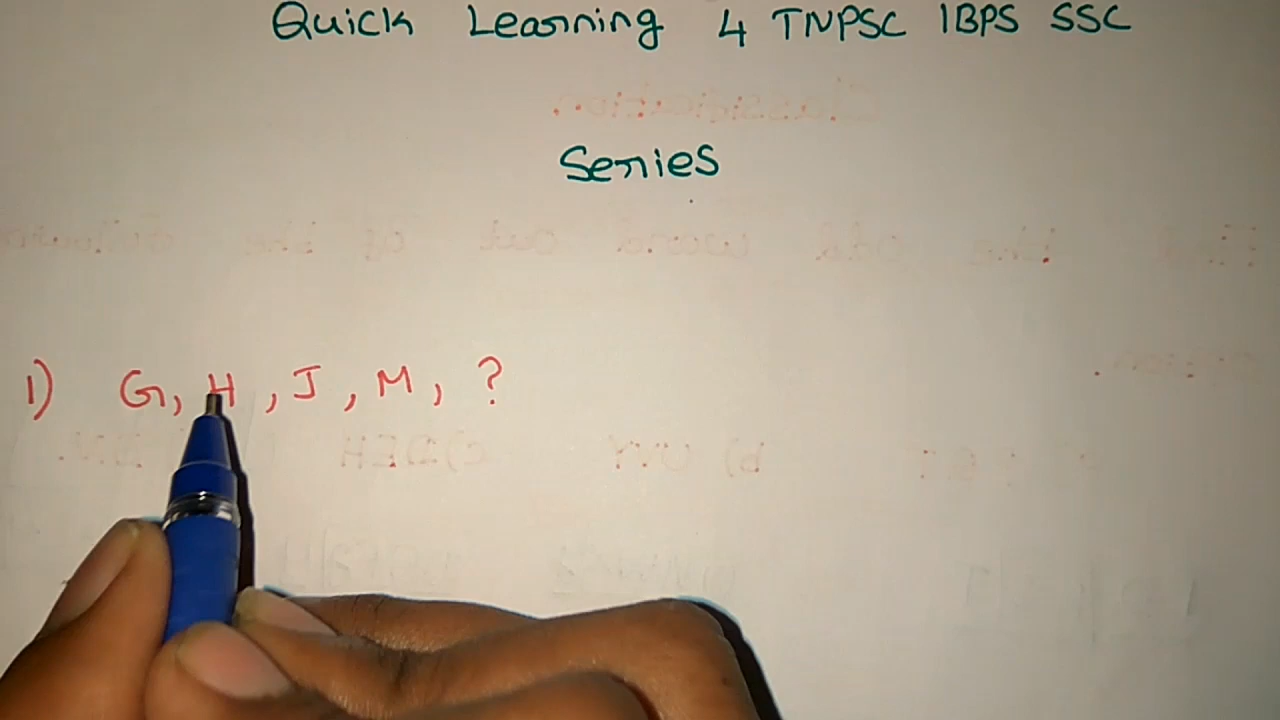 Quick Learning 4 TNPSC IBPS SSC
Series
1) G, H, J, M, ?